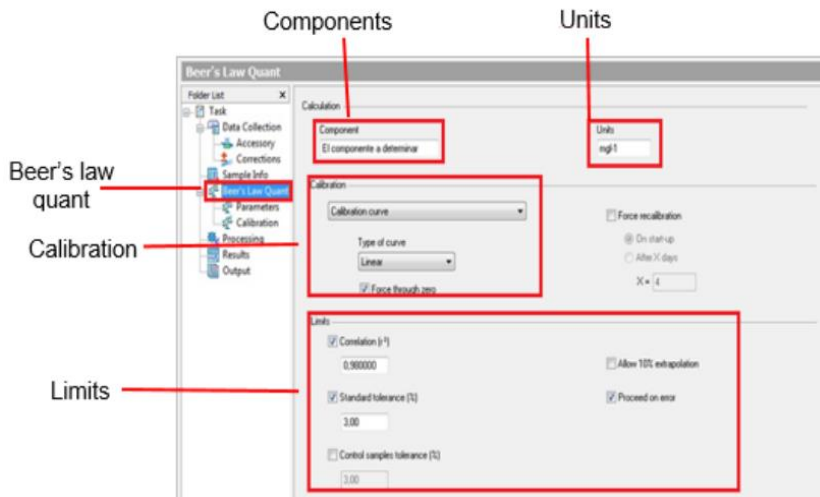 Components
Units
Beer's Law Quant
Folder List X
Task
Data Collection
Accessory
Corrections
Sample Info
Beer's Law Quant
Parameters
Calibration
Processing
Results
Output
Beer's law
quant
Calibration
Limits
Calculation
Component
El componente a determinar
Units
mgl-1
Calibration
Calibration curve
Type of curve
Linear
Force through zero
Force recalibration
On start-up
After X days
X = 4
Limits
Correlation (r²)
0,980000
Allow 10% extrapolation
Standard tolerance (%)
Proceed on error
3,00
Control samples tolerance (%)
3,00